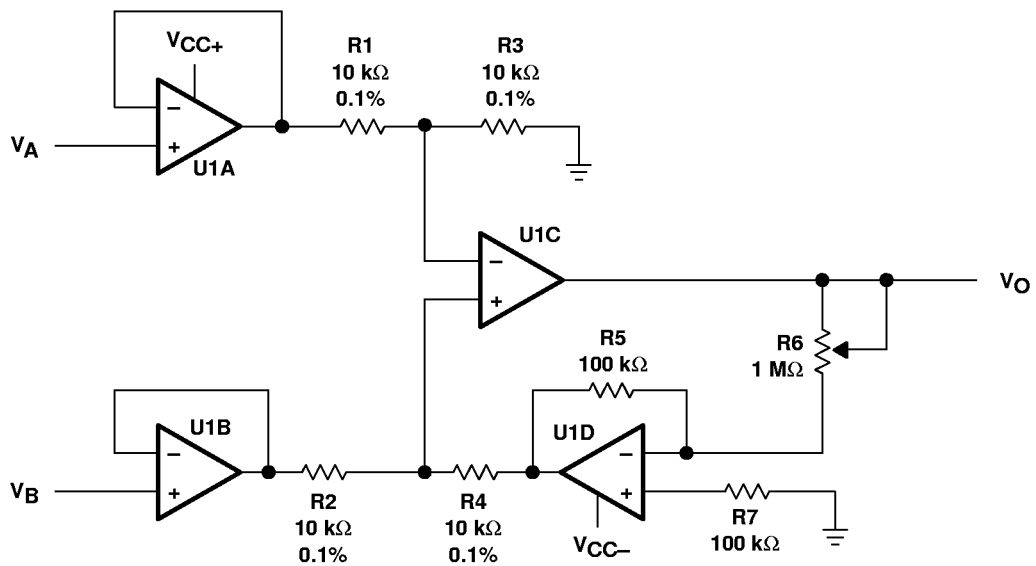 VCC+
R1
10 kΩ
0.1%
R3
10 kΩ
0.1%
−
+
VA
U1A
U1C
−
+
VO
R6
1 MΩ
R5
100 kΩ
U1B
−
+
VB
R2
10 kΩ
0.1%
R4
10 kΩ
0.1%
U1D
−
+
VCC−
R7
100 kΩ